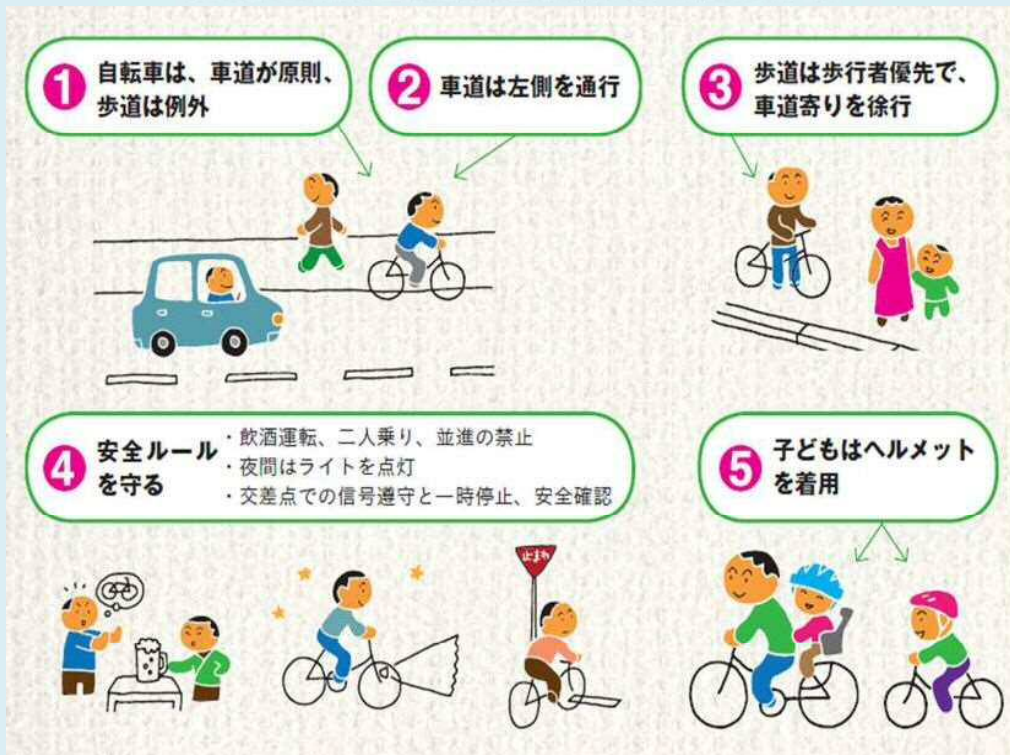 1 自転車は、車道が原則、
歩道は例外
2 車道は左側を通行
3 歩道は歩行者優先で、
車道寄りを徐行
4 安全ルール
を守る
・飲酒運転、二人乗り、並進の禁止
・夜間はライトを点灯
・交差点での信号遵守と一時停止、安全確認
5 子どもはヘルメット
を着用
止まれ